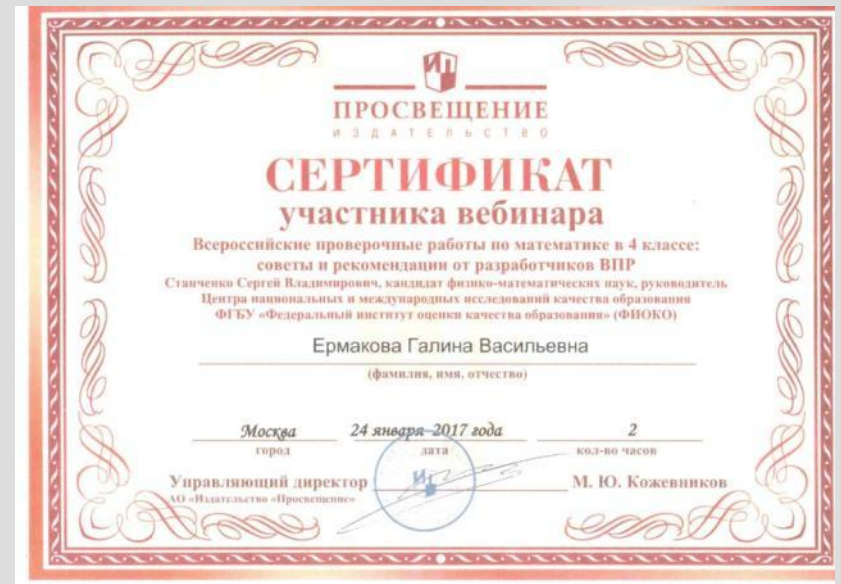 ИП
ПРОСВЕЩЕНИЕ
ИЗДАТЕЛЬСТВО
СЕРТИФИКАТ
участника вебинара
Всероссийские проверочные работы по математике в 4 классе:
советы и рекомендации от разработчиков ВПР
Станченко Сергей Владимирович, кандидат физико-математических наук, руководитель
Центра национальных и международных исследований качества образования
ФГБУ «Федеральный институт оценки качества образования» (ФИОКО)
Ермакова Галина Васильевна
(фамилия, имя, отчество)
Москва 24 января 2017 года 2
город дата кол-во часов
Управляющий директор М. Ю. Кожевников
АО «Издательство «Просвещение»